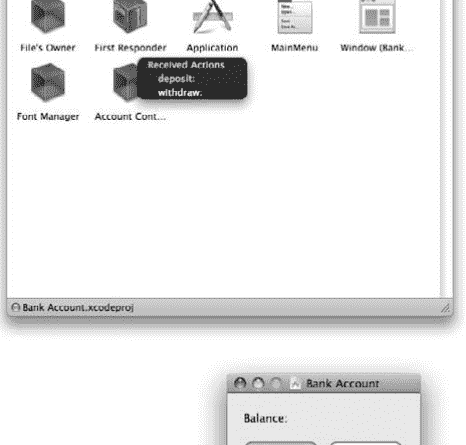 File's Owner First Responder Application MainMenu Window (Bank...
Received Actions
deposit:
withdraw:
Font Manager Account Cont...
Bank Account.xcodeproj
Bank Account
Balance: